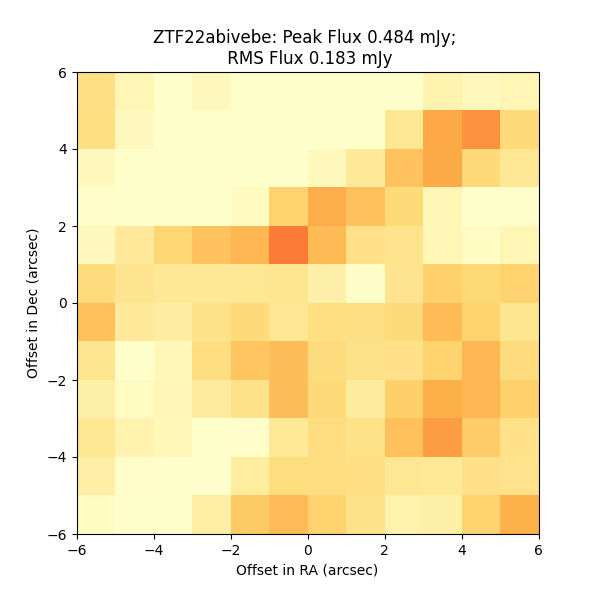 ZTF22abivebe: Peak Flux 0.484 mJy;
RMS Flux 0.183 mJy
6
4
2
0
−2
−4
−6
Offset in Dec (arcsec)
−6 −4 −2 0 2 4 6
Offset in RA (arcsec)